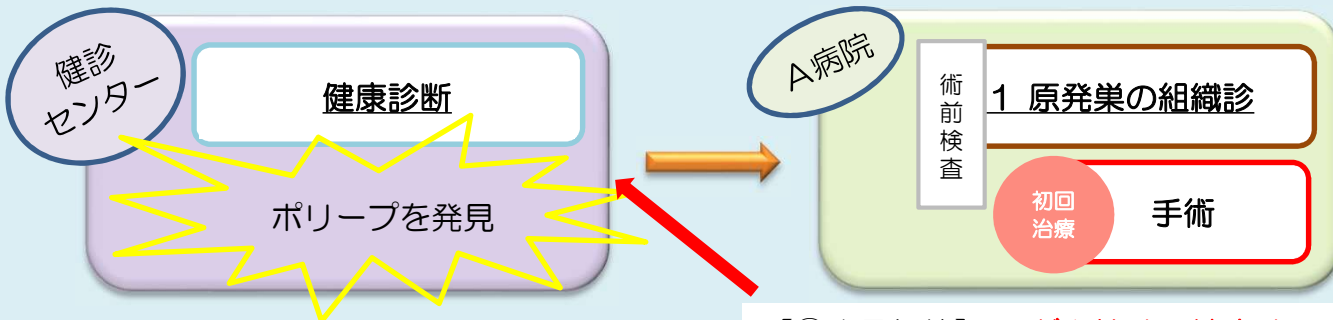 健診
センター
健康診断
ポリープを発見
A病院
術前検査
1 原発巣の組織診
初回
治療
手術